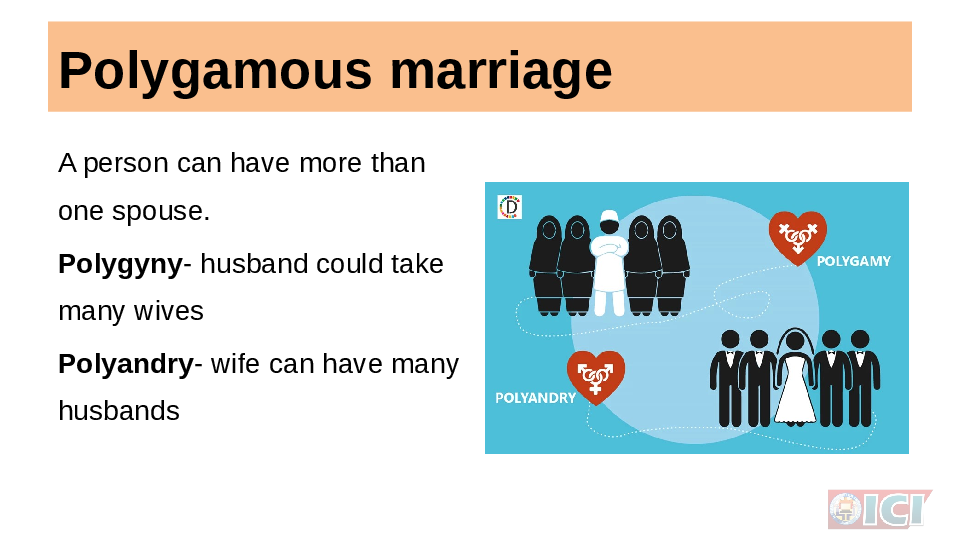 Polygamous marriage
A person can have more than
one spouse.
Polygyny- husband could take
many wives
Polyandry- wife can have many
husbands
D
POLYGAMY
POLYANDRY
ICI